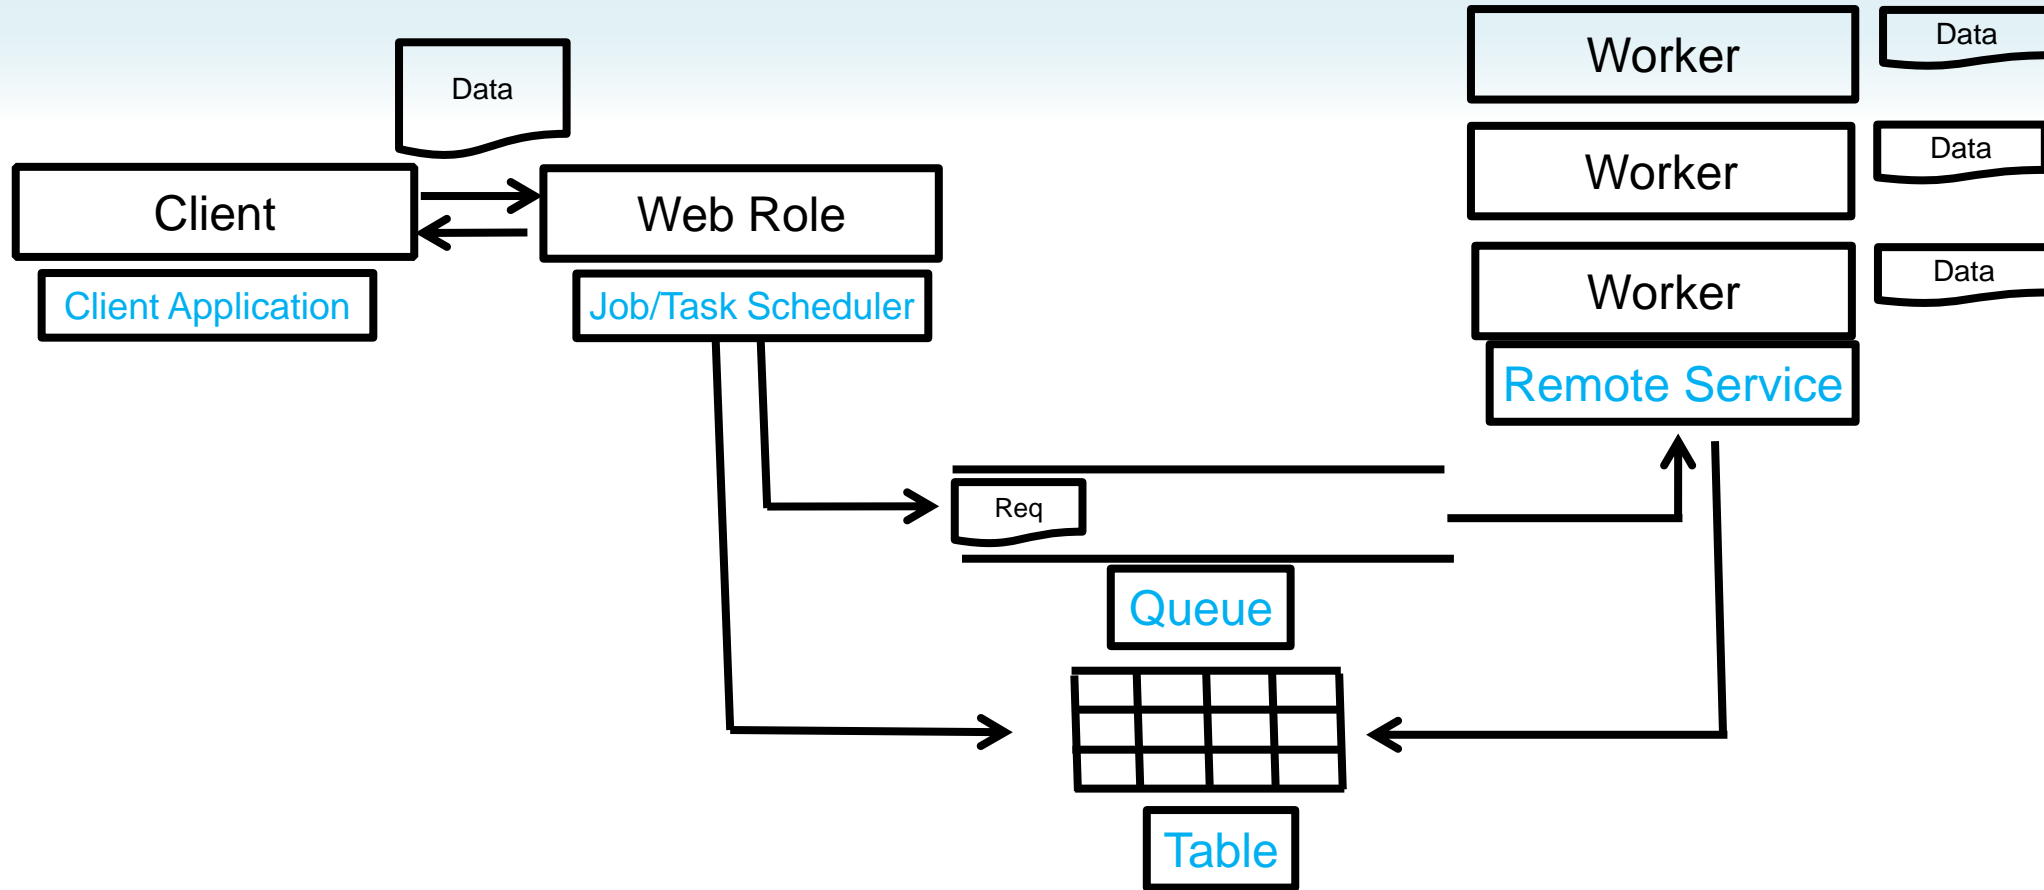 Data
Client
Web Role
Client Application
Job/Task Scheduler
Worker
Data
Worker
Data
Worker
Data
Remote Service
Req
Queue
Table